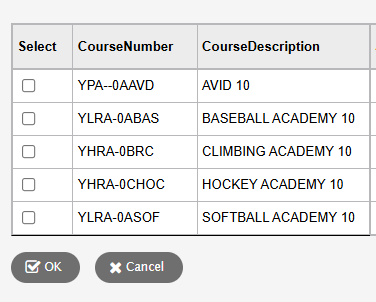 Select CourseNumber CourseDescription
YPA--0AAVD AVID 10
YLRA-0ABAS BASEBALL ACADEMY 10
YHRA-0BRC CLIMBING ACADEMY 10
YHRA-0CHOC HOCKEY ACADEMY 10
YLRA-0ASOF SOFTBALL ACADEMY 10
OK Cancel